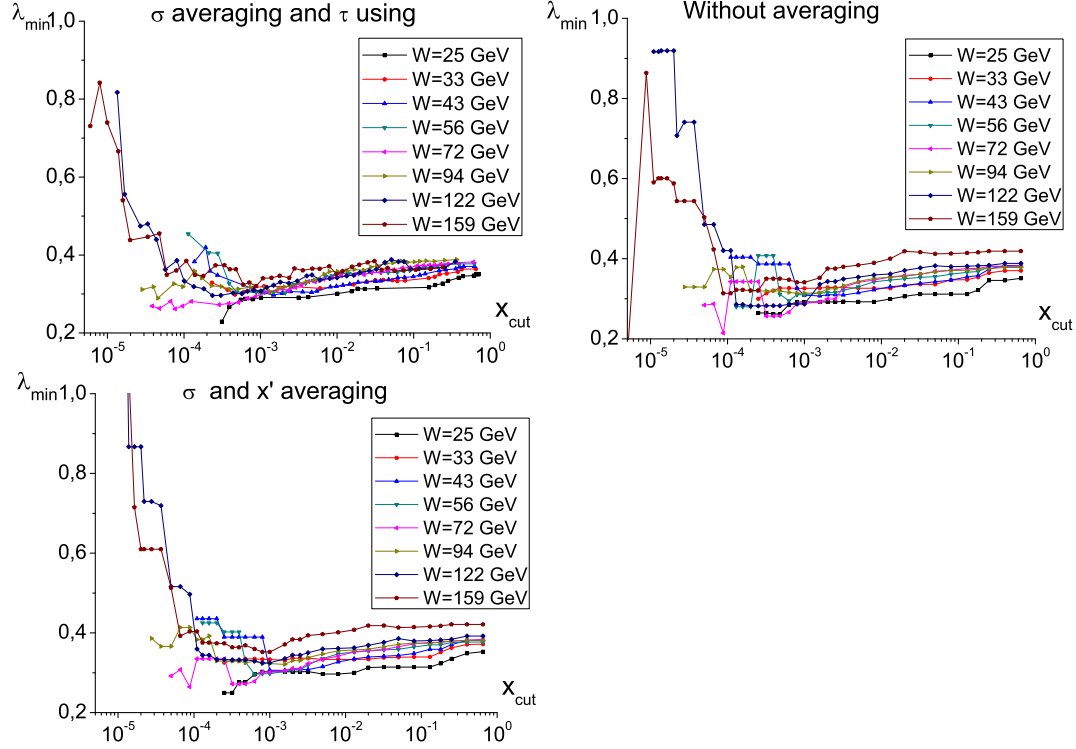 σ averaging and τ using
λmin
1,0
0,8
0,6
0,4
0,2
W=25 GeV
W=33 GeV
W=43 GeV
W=56 GeV
W=72 GeV
W=94 GeV
W=122 GeV
W=159 GeV
xcut
10-5 10-4 10-3 10-2 10-1 100
Without averaging
λmin
1,0
0,8
0,6
0,4
0,2
W=25 GeV
W=33 GeV
W=43 GeV
W=56 GeV
W=72 GeV
W=94 GeV
W=122 GeV
W=159 GeV
xcut
10-5 10-4 10-3 10-2 10-1 100
σ and x' averaging
λmin
1,0
0,8
0,6
0,4
0,2
W=25 GeV
W=33 GeV
W=43 GeV
W=56 GeV
W=72 GeV
W=94 GeV
W=122 GeV
W=159 GeV
xcut
10-5 10-4 10-3 10-2 10-1 100